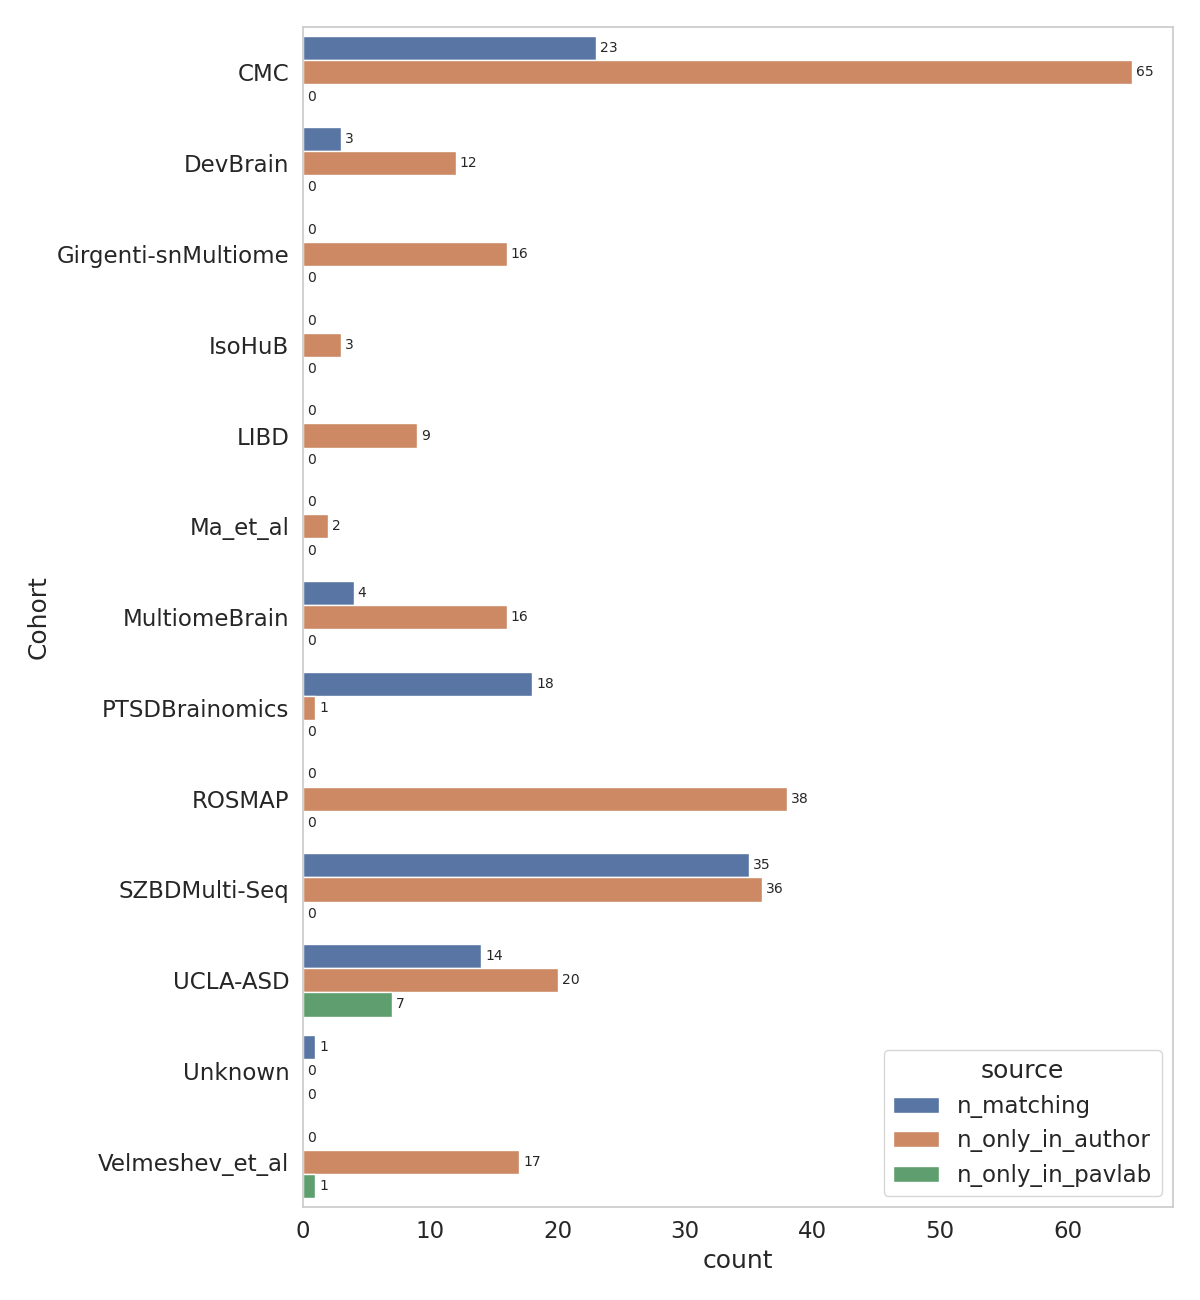 CMC
23
65
0
DevBrain
3
12
0
Girgenti-snMultiome
0
16
0
IsoHuB
0
3
0
LIBD
0
9
0
Ma_et_al
0
2
0
MultiomeBrain
4
16
0
PTSDBrainomics
18
1
0
ROSMAP
0
38
0
SZBDMulti-Seq
35
36
0
UCLA-ASD
14
20
7
Unknown
1
0
0
Velmeshev_et_al
0
17
1
Cohort
source
n_matching
n_only_in_author
n_only_in_pavlab
0 10 20 30 40 50 60
count